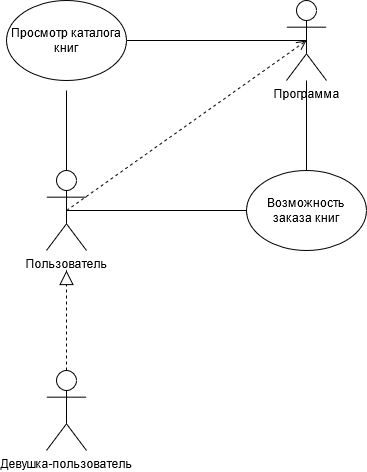 Просмотр каталога
книг
Программа
Возможность
заказа книг
Пользователь
Девушка-пользователь